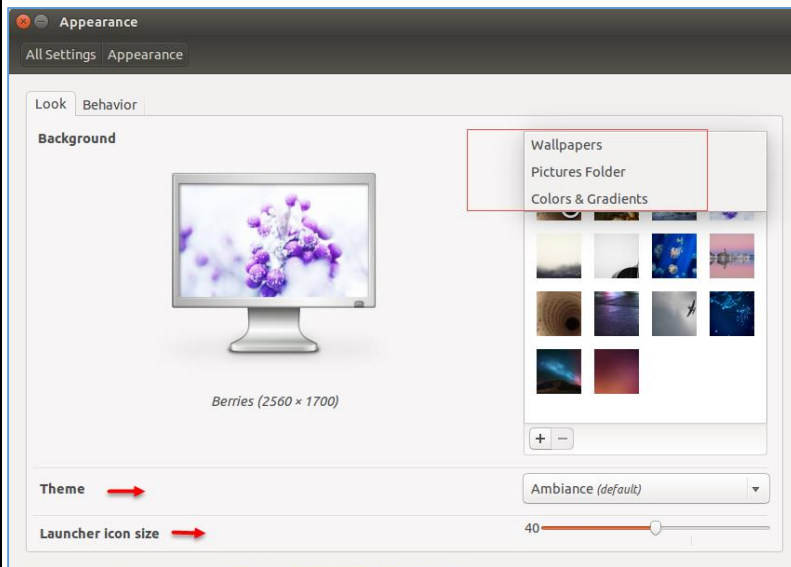 Appearance
All Settings Appearance
Look Behavior
Background
Wallpapers
Pictures Folder
Colors & Gradients
Berries (2560 × 1700)
+ −
Theme
Ambiance (default)
Launcher icon size
40